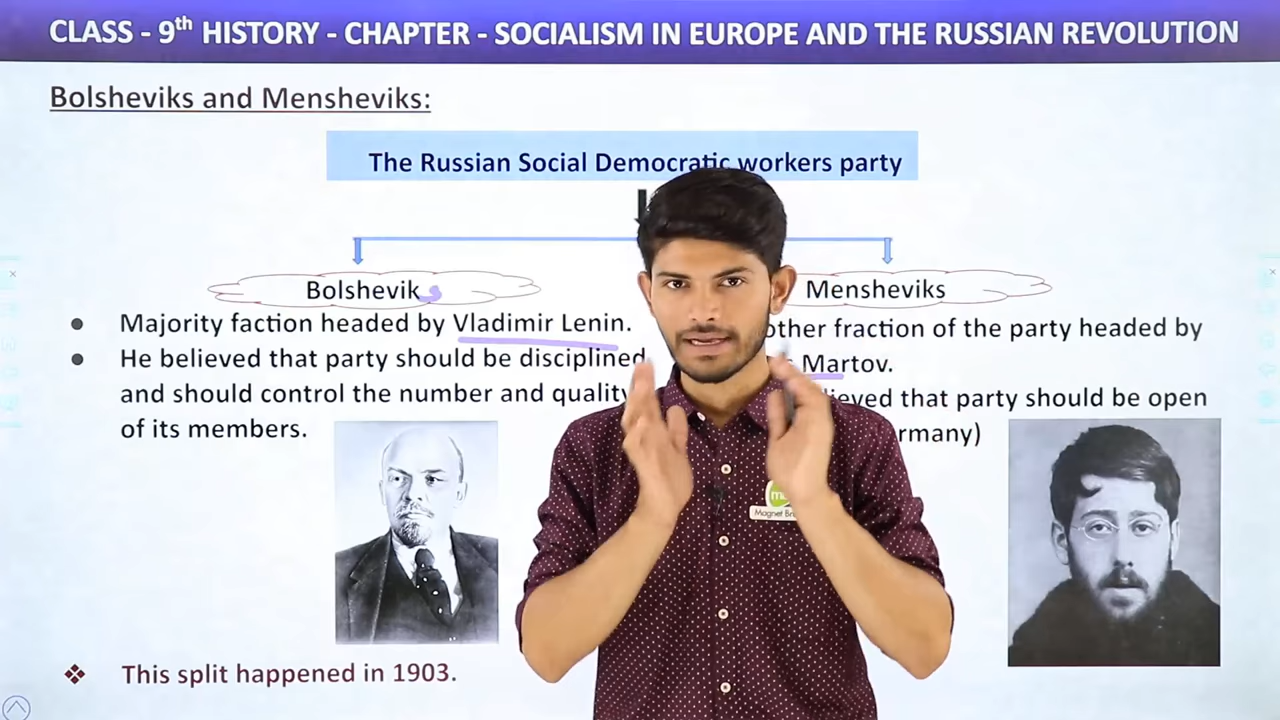 CLASS - 9th HISTORY - CHAPTER - SOCIALISM IN EUROPE AND THE RUSSIAN REVOLUTION
Bolsheviks and Mensheviks:
The Russian Social Democratic workers party
Bolshevik
Mensheviks
Majority faction headed by Vladimir Lenin.
He believed that party should be disciplined
and should control the number and quality
of its members.
other fraction of the party headed by
Martov.
that party should be open
This split happened in 1903.
Magnet